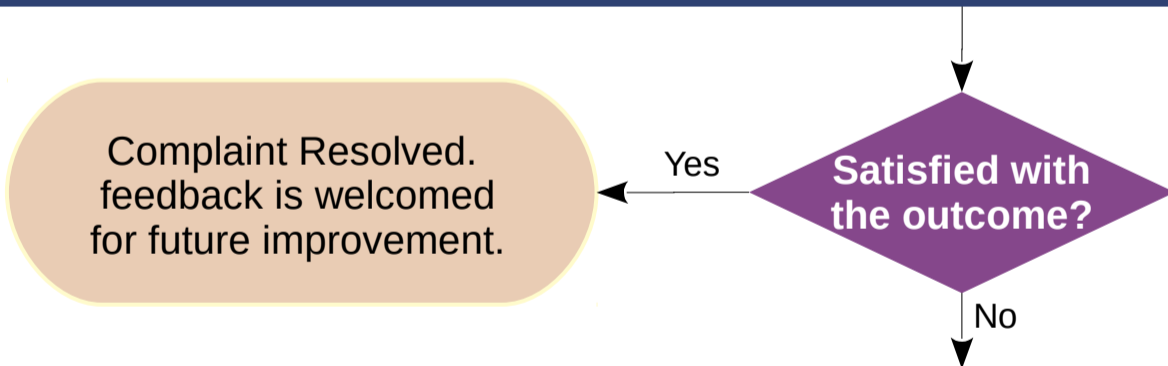 Complaint Resolved.
feedback is welcomed
for future improvement.
Yes
Satisfied with
the outcome?
No